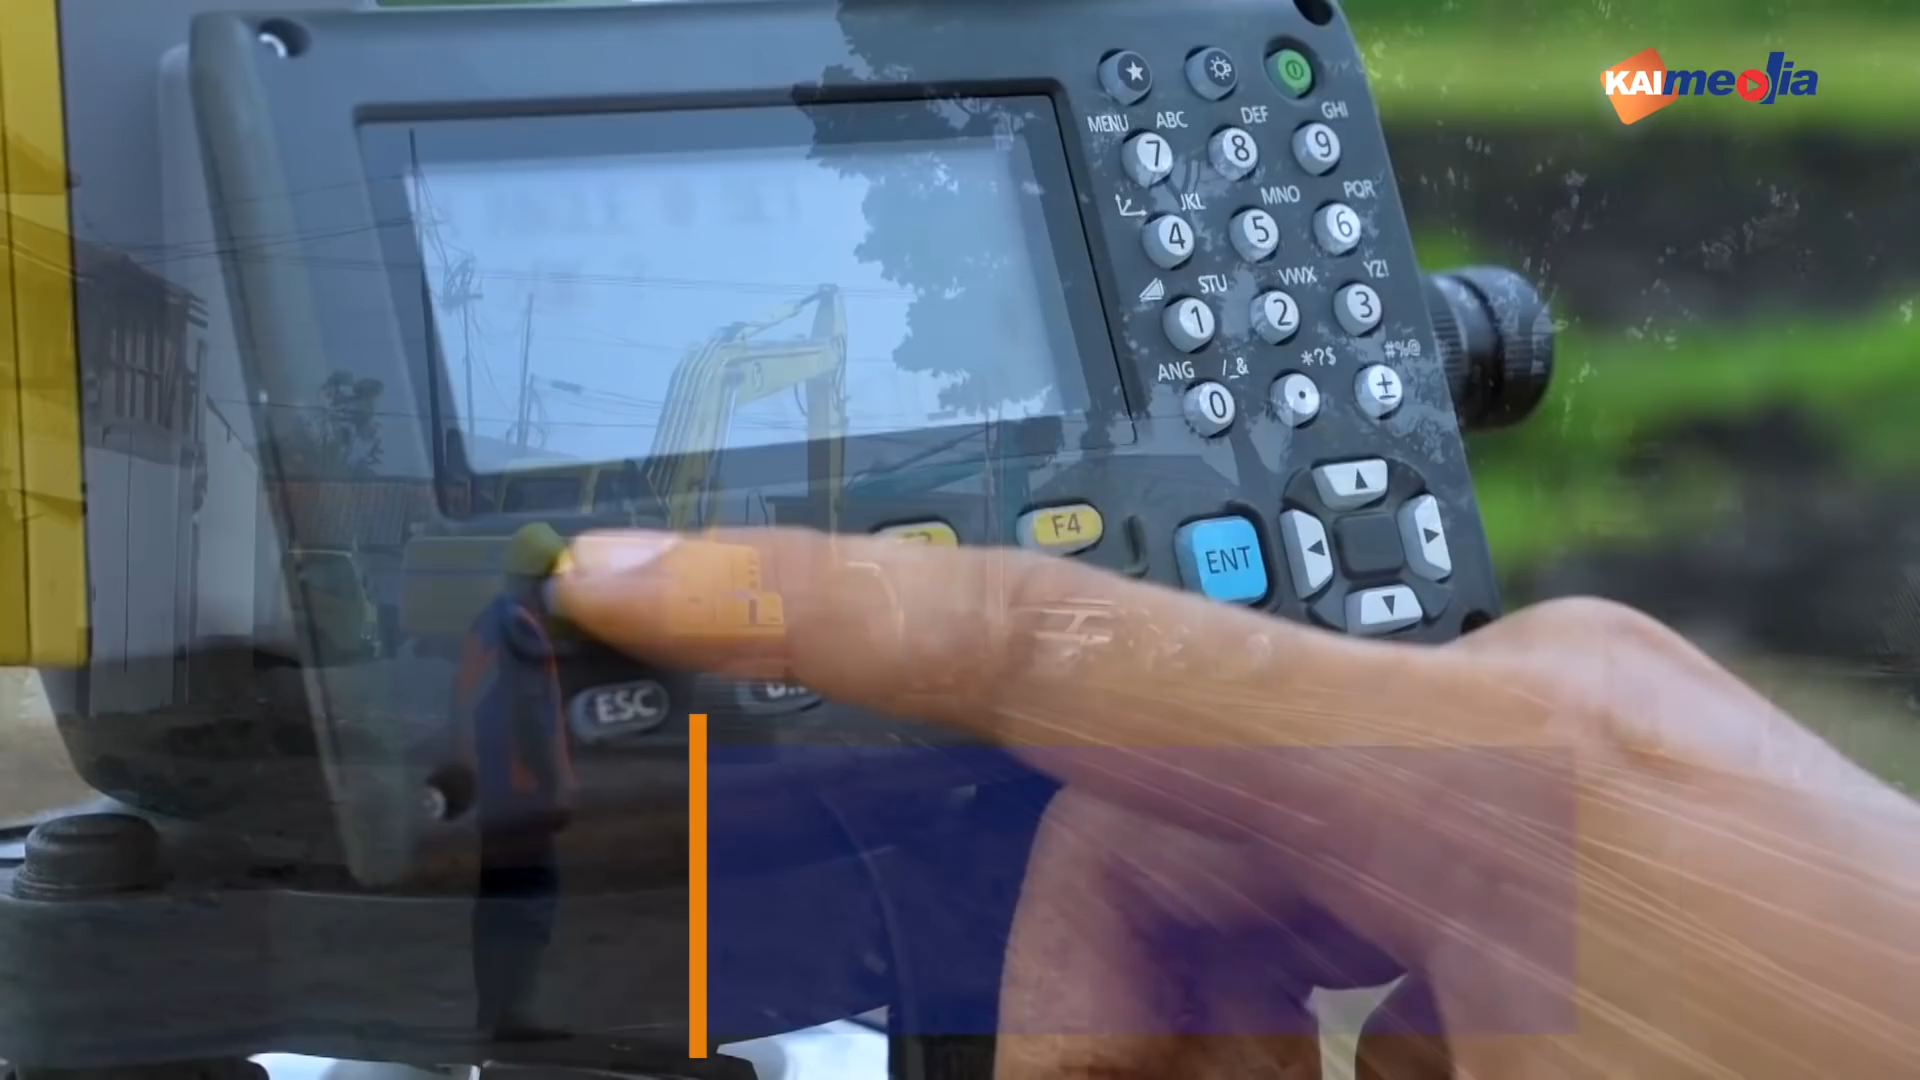 KAImedia
MENU ABC DEF GHI
7 8 9
JKL MNO PQR
4 5 6
STU VWX YZ!
1 2 3
ANG /_& *?$ #%@
0 . ±
F4
ENT
ESC